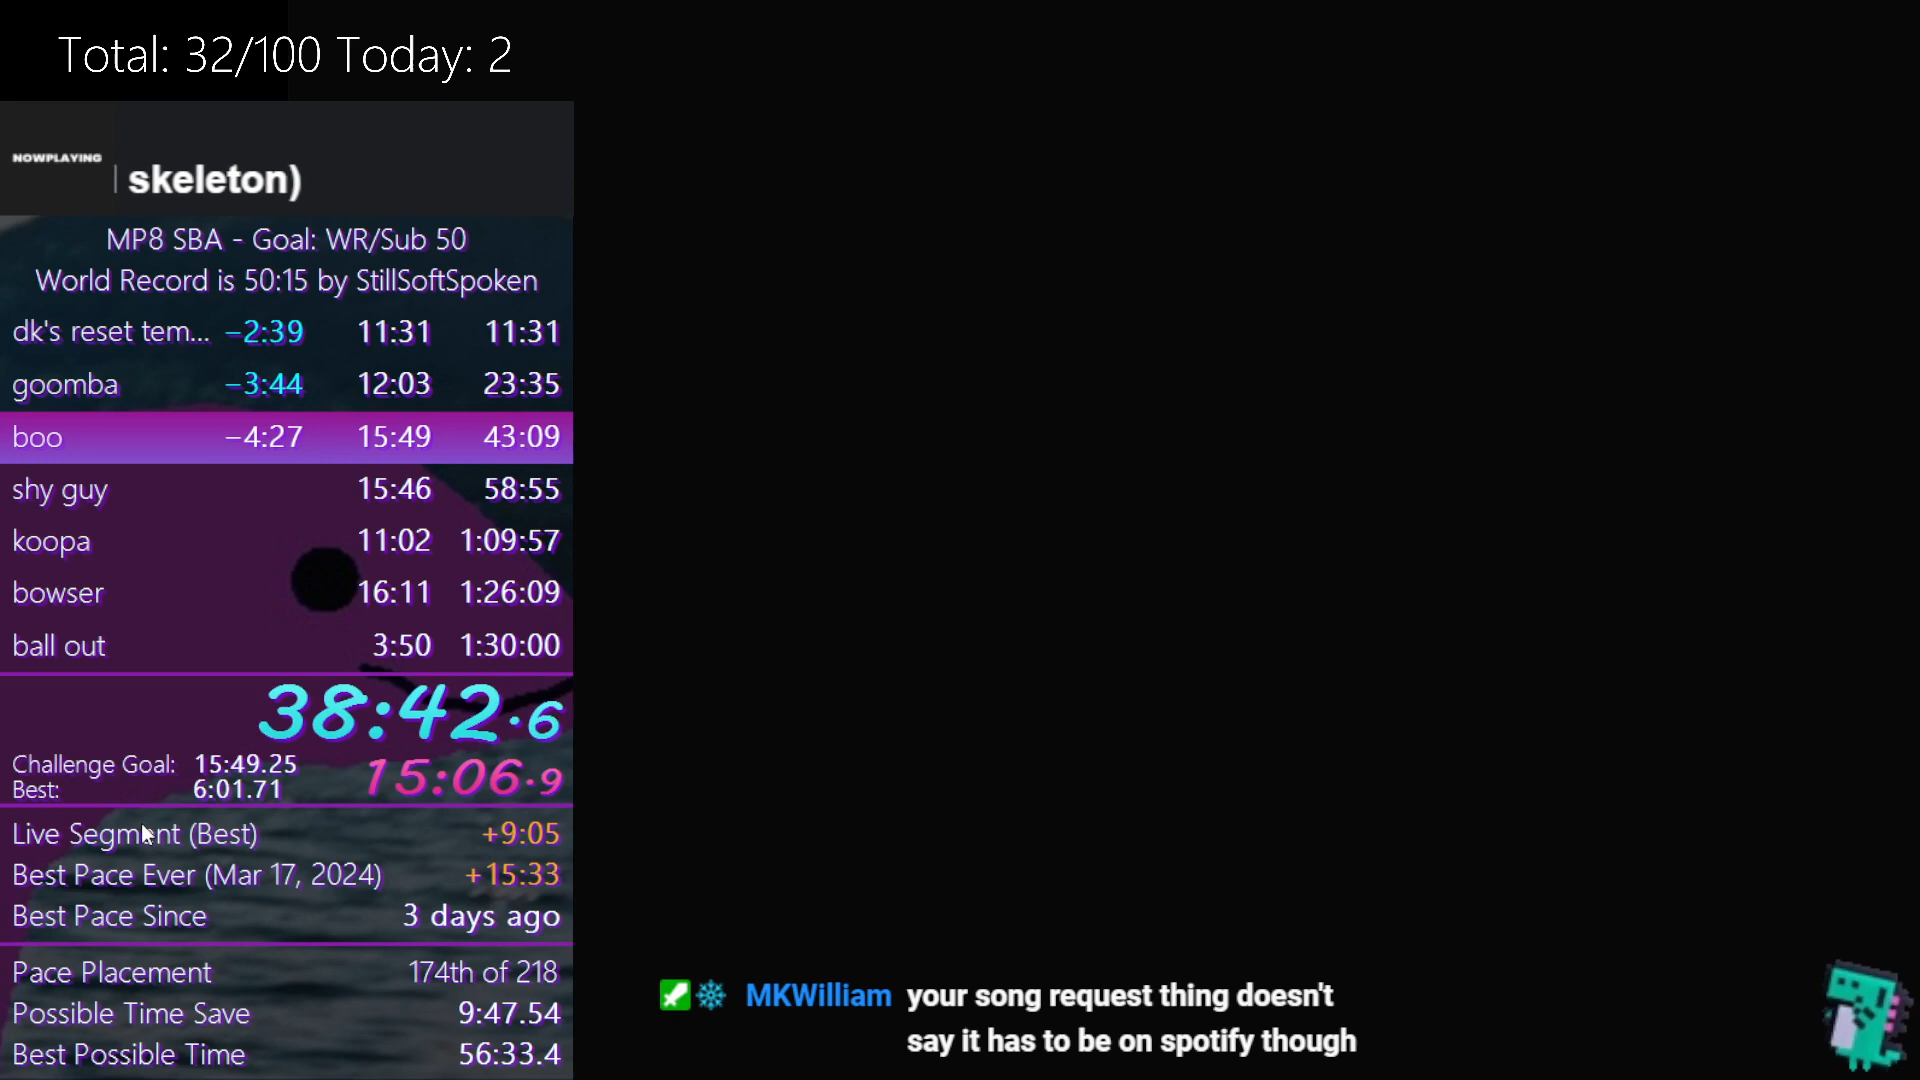 Total: 32/100 Today: 2
NOWPLAYING
skeleton)
MP8 SBA - Goal: WR/Sub 50
World Record is 50:15 by StillSoftSpoken
dk's reset tem... −2:39 11:31 11:31
goomba −3:44 12:03 23:35
boo −4:27 15:49 43:09
shy guy 15:46 58:55
koopa 11:02 1:09:57
bowser 16:11 1:26:09
ball out 3:50 1:30:00
38:42.6
Challenge Goal: 15:49.25
Best: 6:01.71
15:06.9
Live Segment (Best) +9:05
Best Pace Ever (Mar 17, 2024) +15:33
Best Pace Since 3 days ago
Pace Placement 174th of 218
Possible Time Save 9:47.54
Best Possible Time 56:33.4
MKWilliam your song request thing doesn't
say it has to be on spotify though